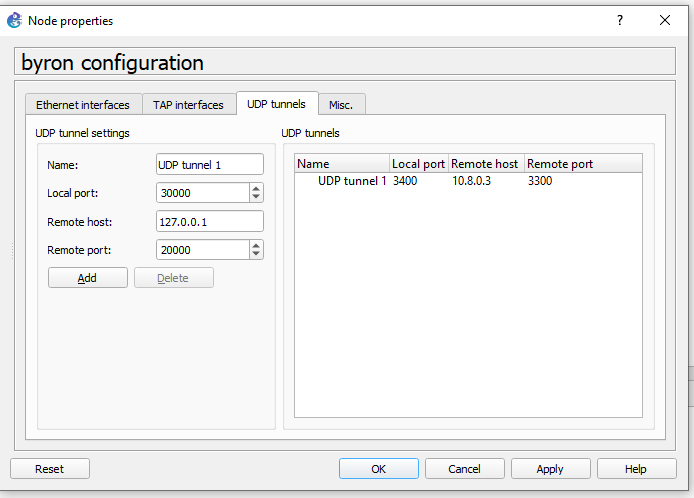 Node properties
?
byron configuration
Ethernet interfaces TAP interfaces UDP tunnels Misc.
UDP tunnel settings
Name: UDP tunnel 1
Local port: 30000
Remote host: 127.0.0.1
Remote port: 20000
Add Delete
UDP tunnels
Name Local port Remote host Remote port
UDP tunnel 1 3400 10.8.0.3 3300
Reset OK Cancel Apply Help